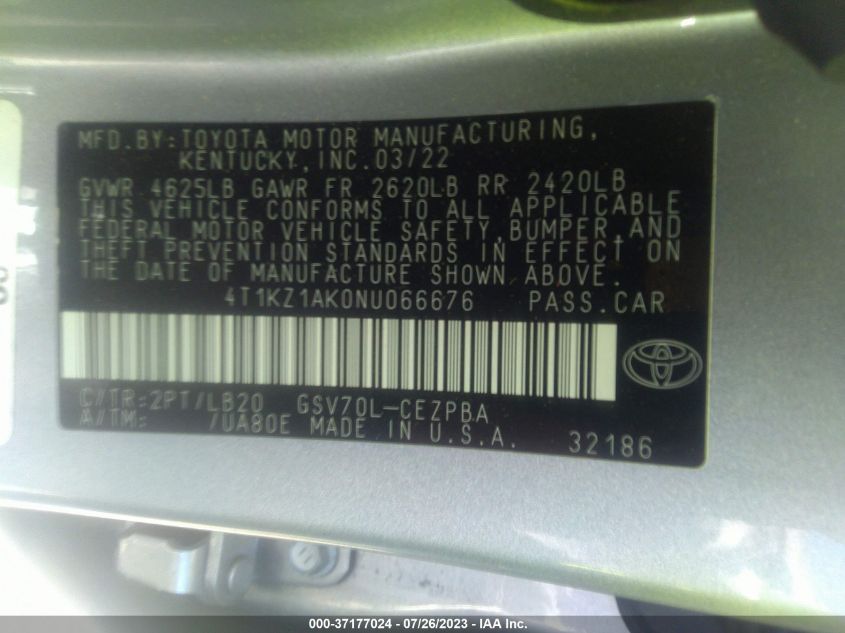 MFD.BY:TOYOTA MOTOR MANUFACTURING,
KENTUCKY,INC.03/22
GVWR 4625LB GAWR FR 2620LB RR 2420LB
THIS VEHICLE CONFORMS TO ALL APPLICABLE
FEDERAL MOTOR VEHICLE SAFETY,BUMPER,AND
THEFT PREVENTION STANDARDS IN EFFECT ON
THE DATE OF MANUFACTURE SHOWN ABOVE.
4T1KZ1AK0NU066676 PASS.CAR
C/TR:2PT/LB20 GSV70L-CEZPBA
A/TM: /UA80E MADE IN U.S.A. 32186
000-37177024 - 07/26/2023 - IAA Inc.